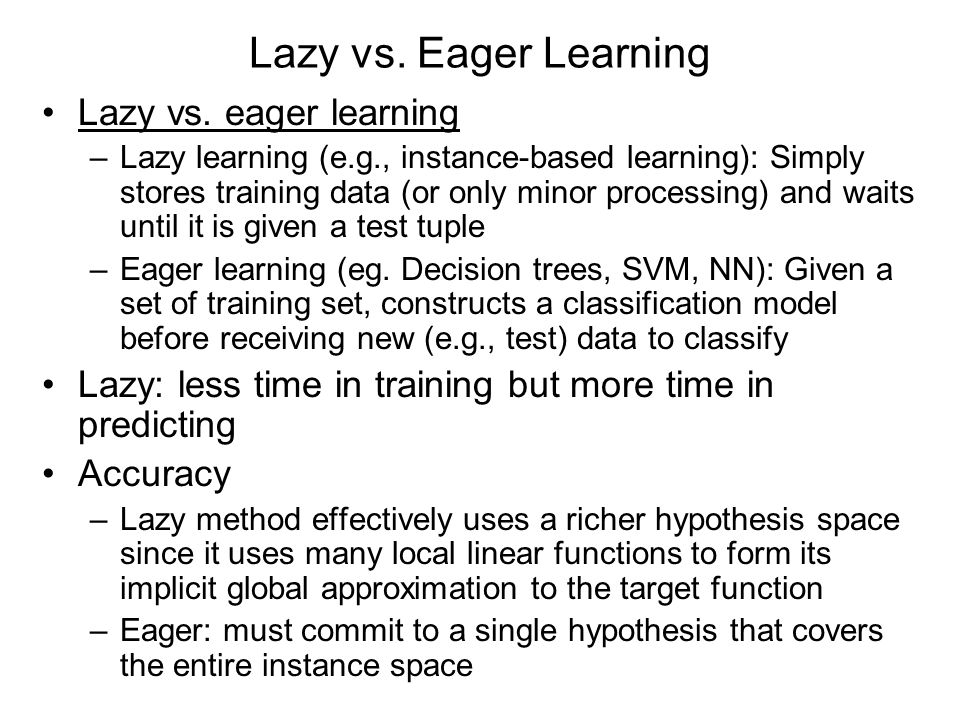 Lazy vs. Eager Learning
• Lazy vs. eager learning
– Lazy learning (e.g., instance-based learning): Simply
stores training data (or only minor processing) and waits
until it is given a test tuple
– Eager learning (eg. Decision trees, SVM, NN): Given a
set of training set, constructs a classification model
before receiving new (e.g., test) data to classify
• Lazy: less time in training but more time in
predicting
• Accuracy
– Lazy method effectively uses a richer hypothesis space
since it uses many local linear functions to form its
implicit global approximation to the target function
– Eager: must commit to a single hypothesis that covers
the entire instance space